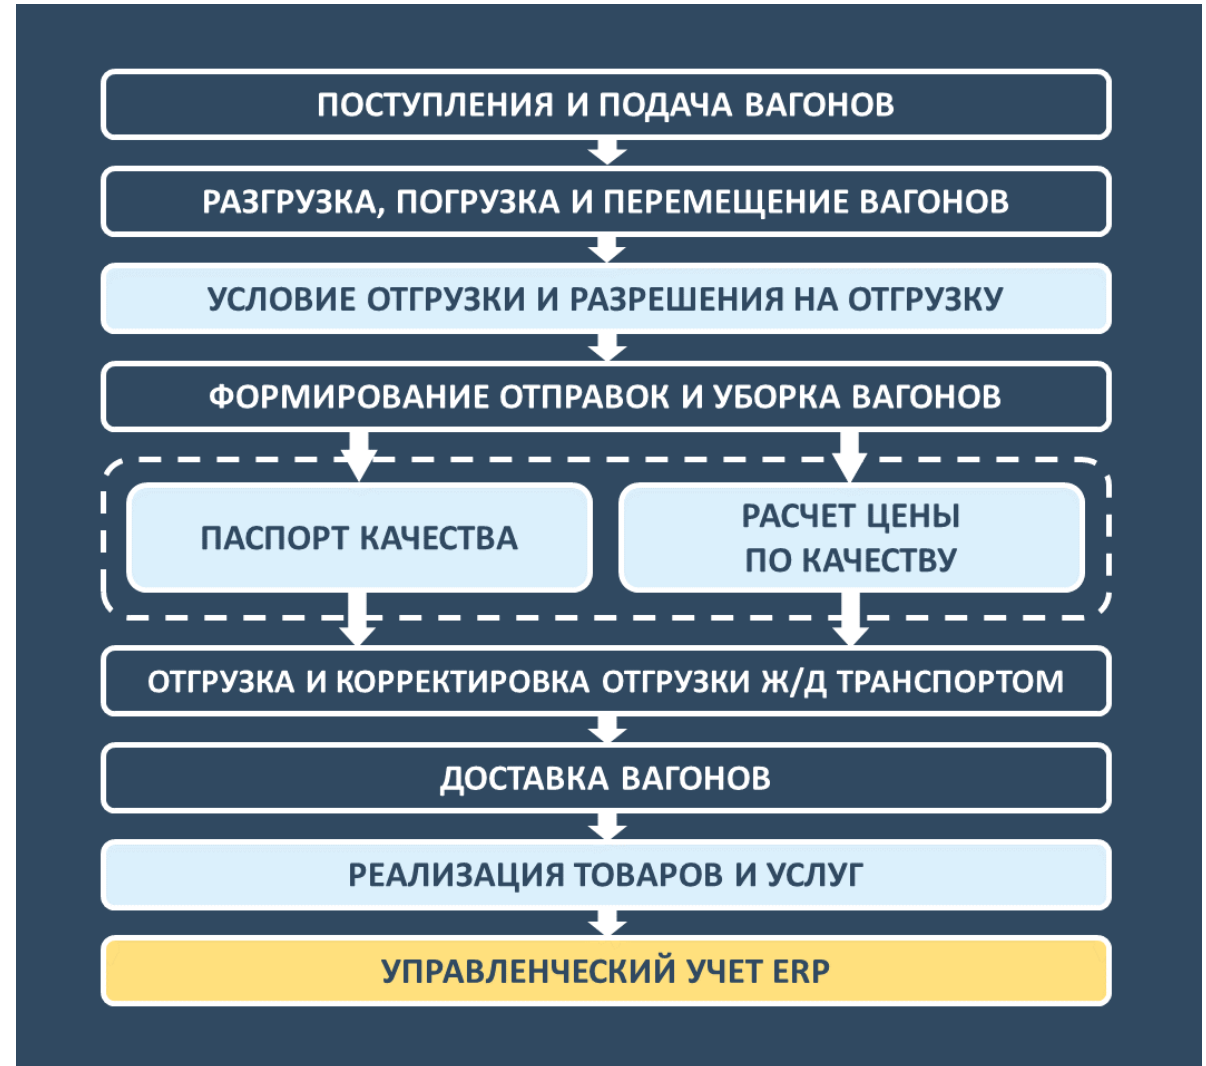 ПОСТУПЛЕНИЯ И ПОДАЧА ВАГОНОВ
РАЗГРУЗКА, ПОГРУЗКА И ПЕРЕМЕЩЕНИЕ ВАГОНОВ
УСЛОВИЕ ОТГРУЗКИ И РАЗРЕШЕНИЯ НА ОТГРУЗКУ
ФОРМИРОВАНИЕ ОТПРАВОК И УБОРКА ВАГОНОВ
ПАСПОРТ КАЧЕСТВА
РАСЧЕТ ЦЕНЫ
ПО КАЧЕСТВУ
ОТГРУЗКА И КОРРЕКТИРОВКА ОТГРУЗКИ Ж/Д ТРАНСПОРТОМ
ДОСТАВКА ВАГОНОВ
РЕАЛИЗАЦИЯ ТОВАРОВ И УСЛУГ
УПРАВЛЕНЧЕСКИЙ УЧЕТ ERP